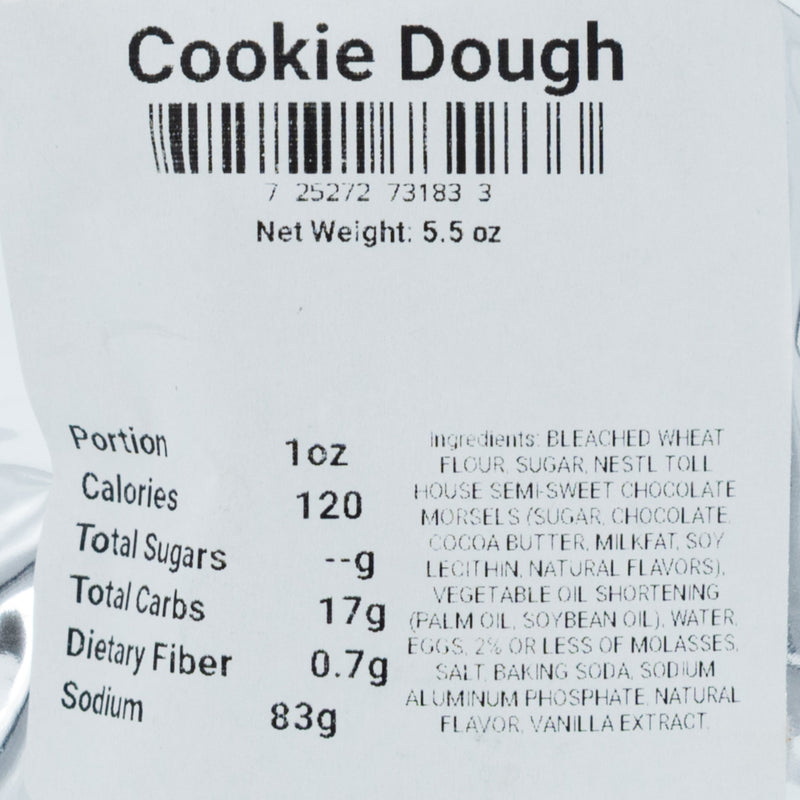 Cookie Dough
7 25272 73183 3
Net Weight: 5.5 oz
Portion 1oz
Calories 120
Total Sugars --g
Total Carbs 17g
Dietary Fiber 0.7g
Sodium 83g
Ingredients: BLEACHED WHEAT
FLOUR, SUGAR, NESTL TOLL
HOUSE SEMI-SWEET CHOCOLATE
MORSELS (SUGAR, CHOCOLATE,
COCOA BUTTER, MILKFAT, SOY
LECITHIN, NATURAL FLAVORS),
VEGETABLE OIL SHORTENING
(PALM OIL, SOYBEAN OIL), WATER,
EGGS, 2% OR LESS OF MOLASSES,
SALT, BAKING SODA, SODIUM
ALUMINUM PHOSPHATE, NATURAL
FLAVOR, VANILLA EXTRACT.